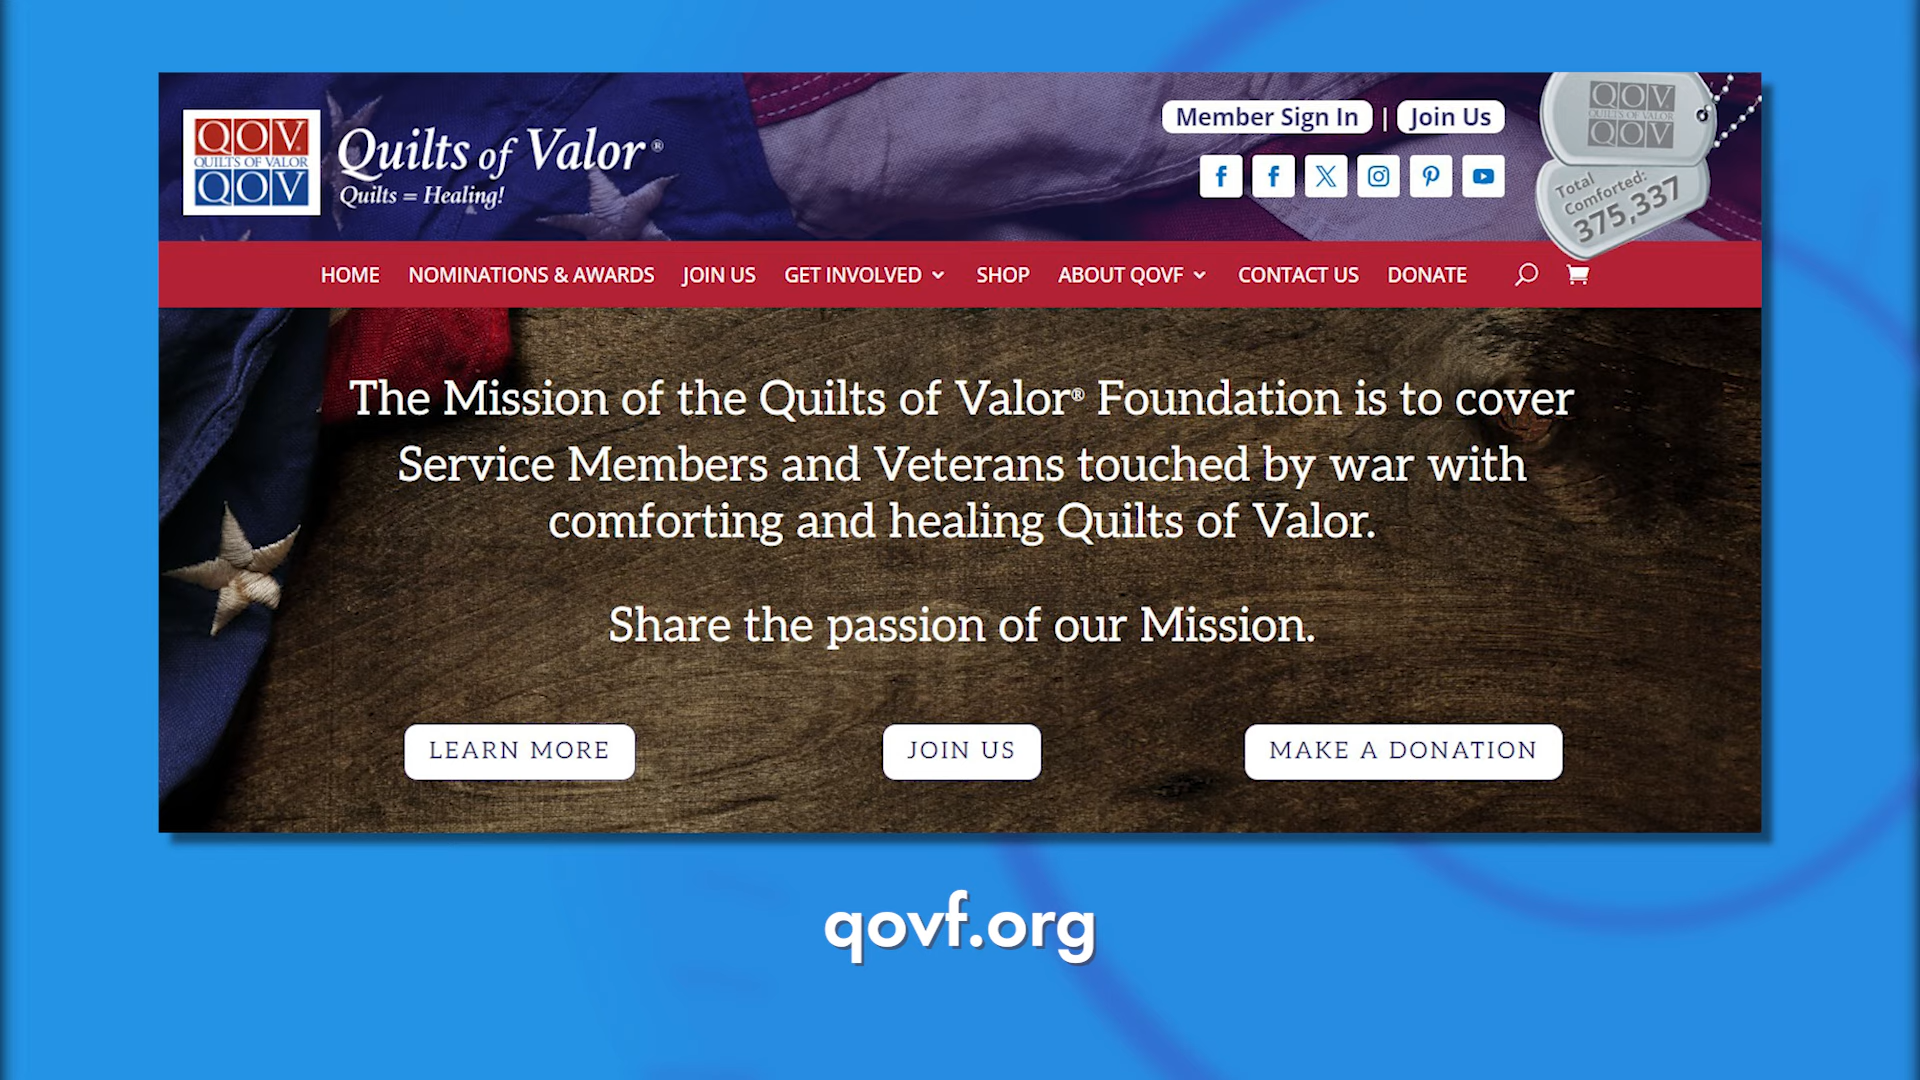 QOV
QUILTS OF VALOR
QOV
Quilts of Valor®
Quilts = Healing!
Member Sign In | Join Us
QOV
QUILTS OF VALOR
QOV
Total
Comforted:
375,337
HOME NOMINATIONS & AWARDS JOIN US GET INVOLVED SHOP ABOUT QOVF CONTACT US DONATE
The Mission of the Quilts of Valor® Foundation is to cover
Service Members and Veterans touched by war with
comforting and healing Quilts of Valor.
Share the passion of our Mission.
LEARN MORE JOIN US MAKE A DONATION
qovf.org